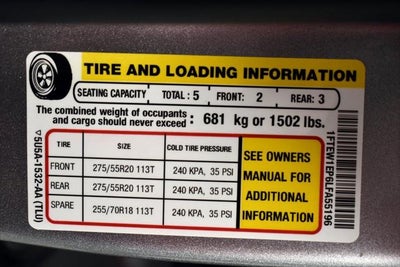 TIRE AND LOADING INFORMATION
SEATING CAPACITY TOTAL : 5 FRONT: 2 REAR: 3
The combined weight of occupants
and cargo should never exceed : 681 kg or 1502 lbs.
TIRE SIZE COLD TIRE PRESSURE
FRONT 275/55R20 113T 240 KPA, 35 PSI
REAR 275/55R20 113T 240 KPA, 35 PSI
SPARE 255/70R18 113T 240 KPA, 35 PSI
SEE OWNERS
MANUAL FOR
ADDITIONAL
INFORMATION
5U5A-1532-AA (TLU)
1FTEW1EP6LFA55196